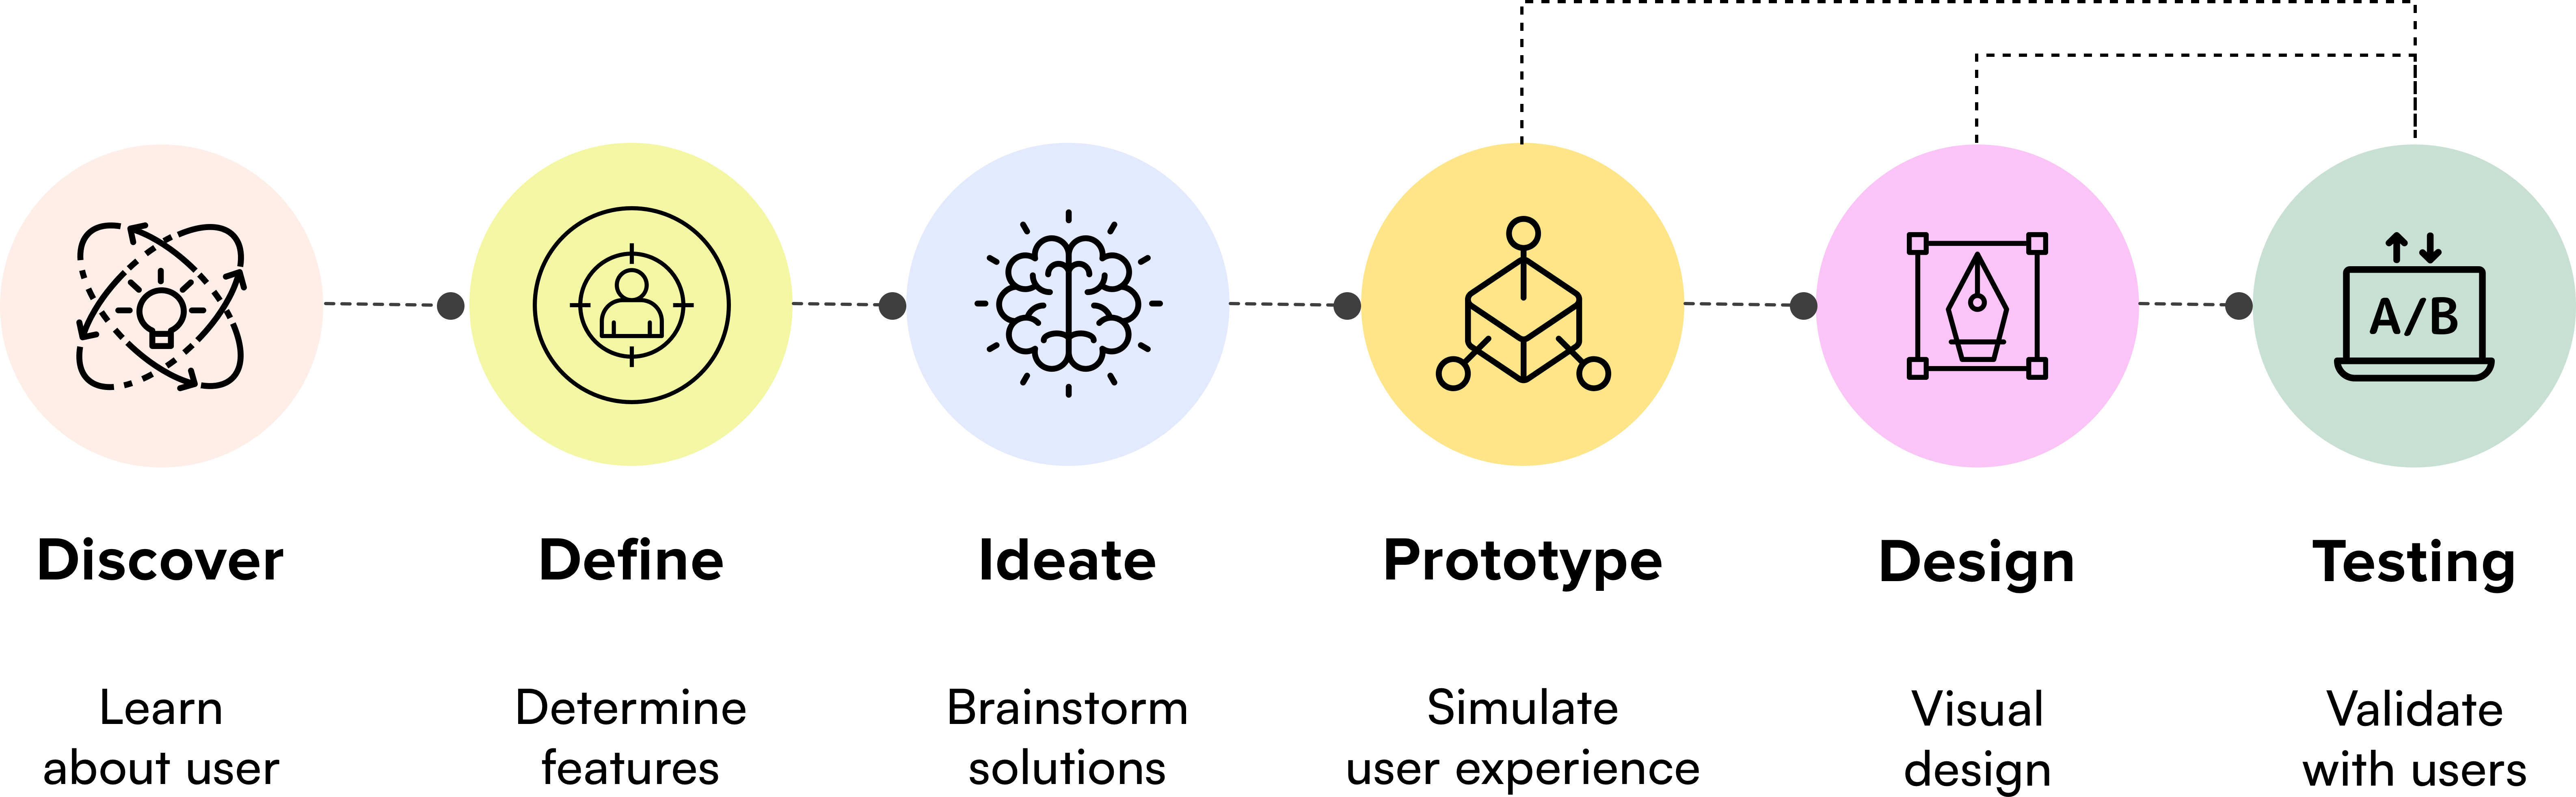 A/B
Discover
Define
Ideate
Prototype
Design
Testing
Learn
about user
Determine
features
Brainstorm
solutions
Simulate
user experience
Visual
design
Validate
with users